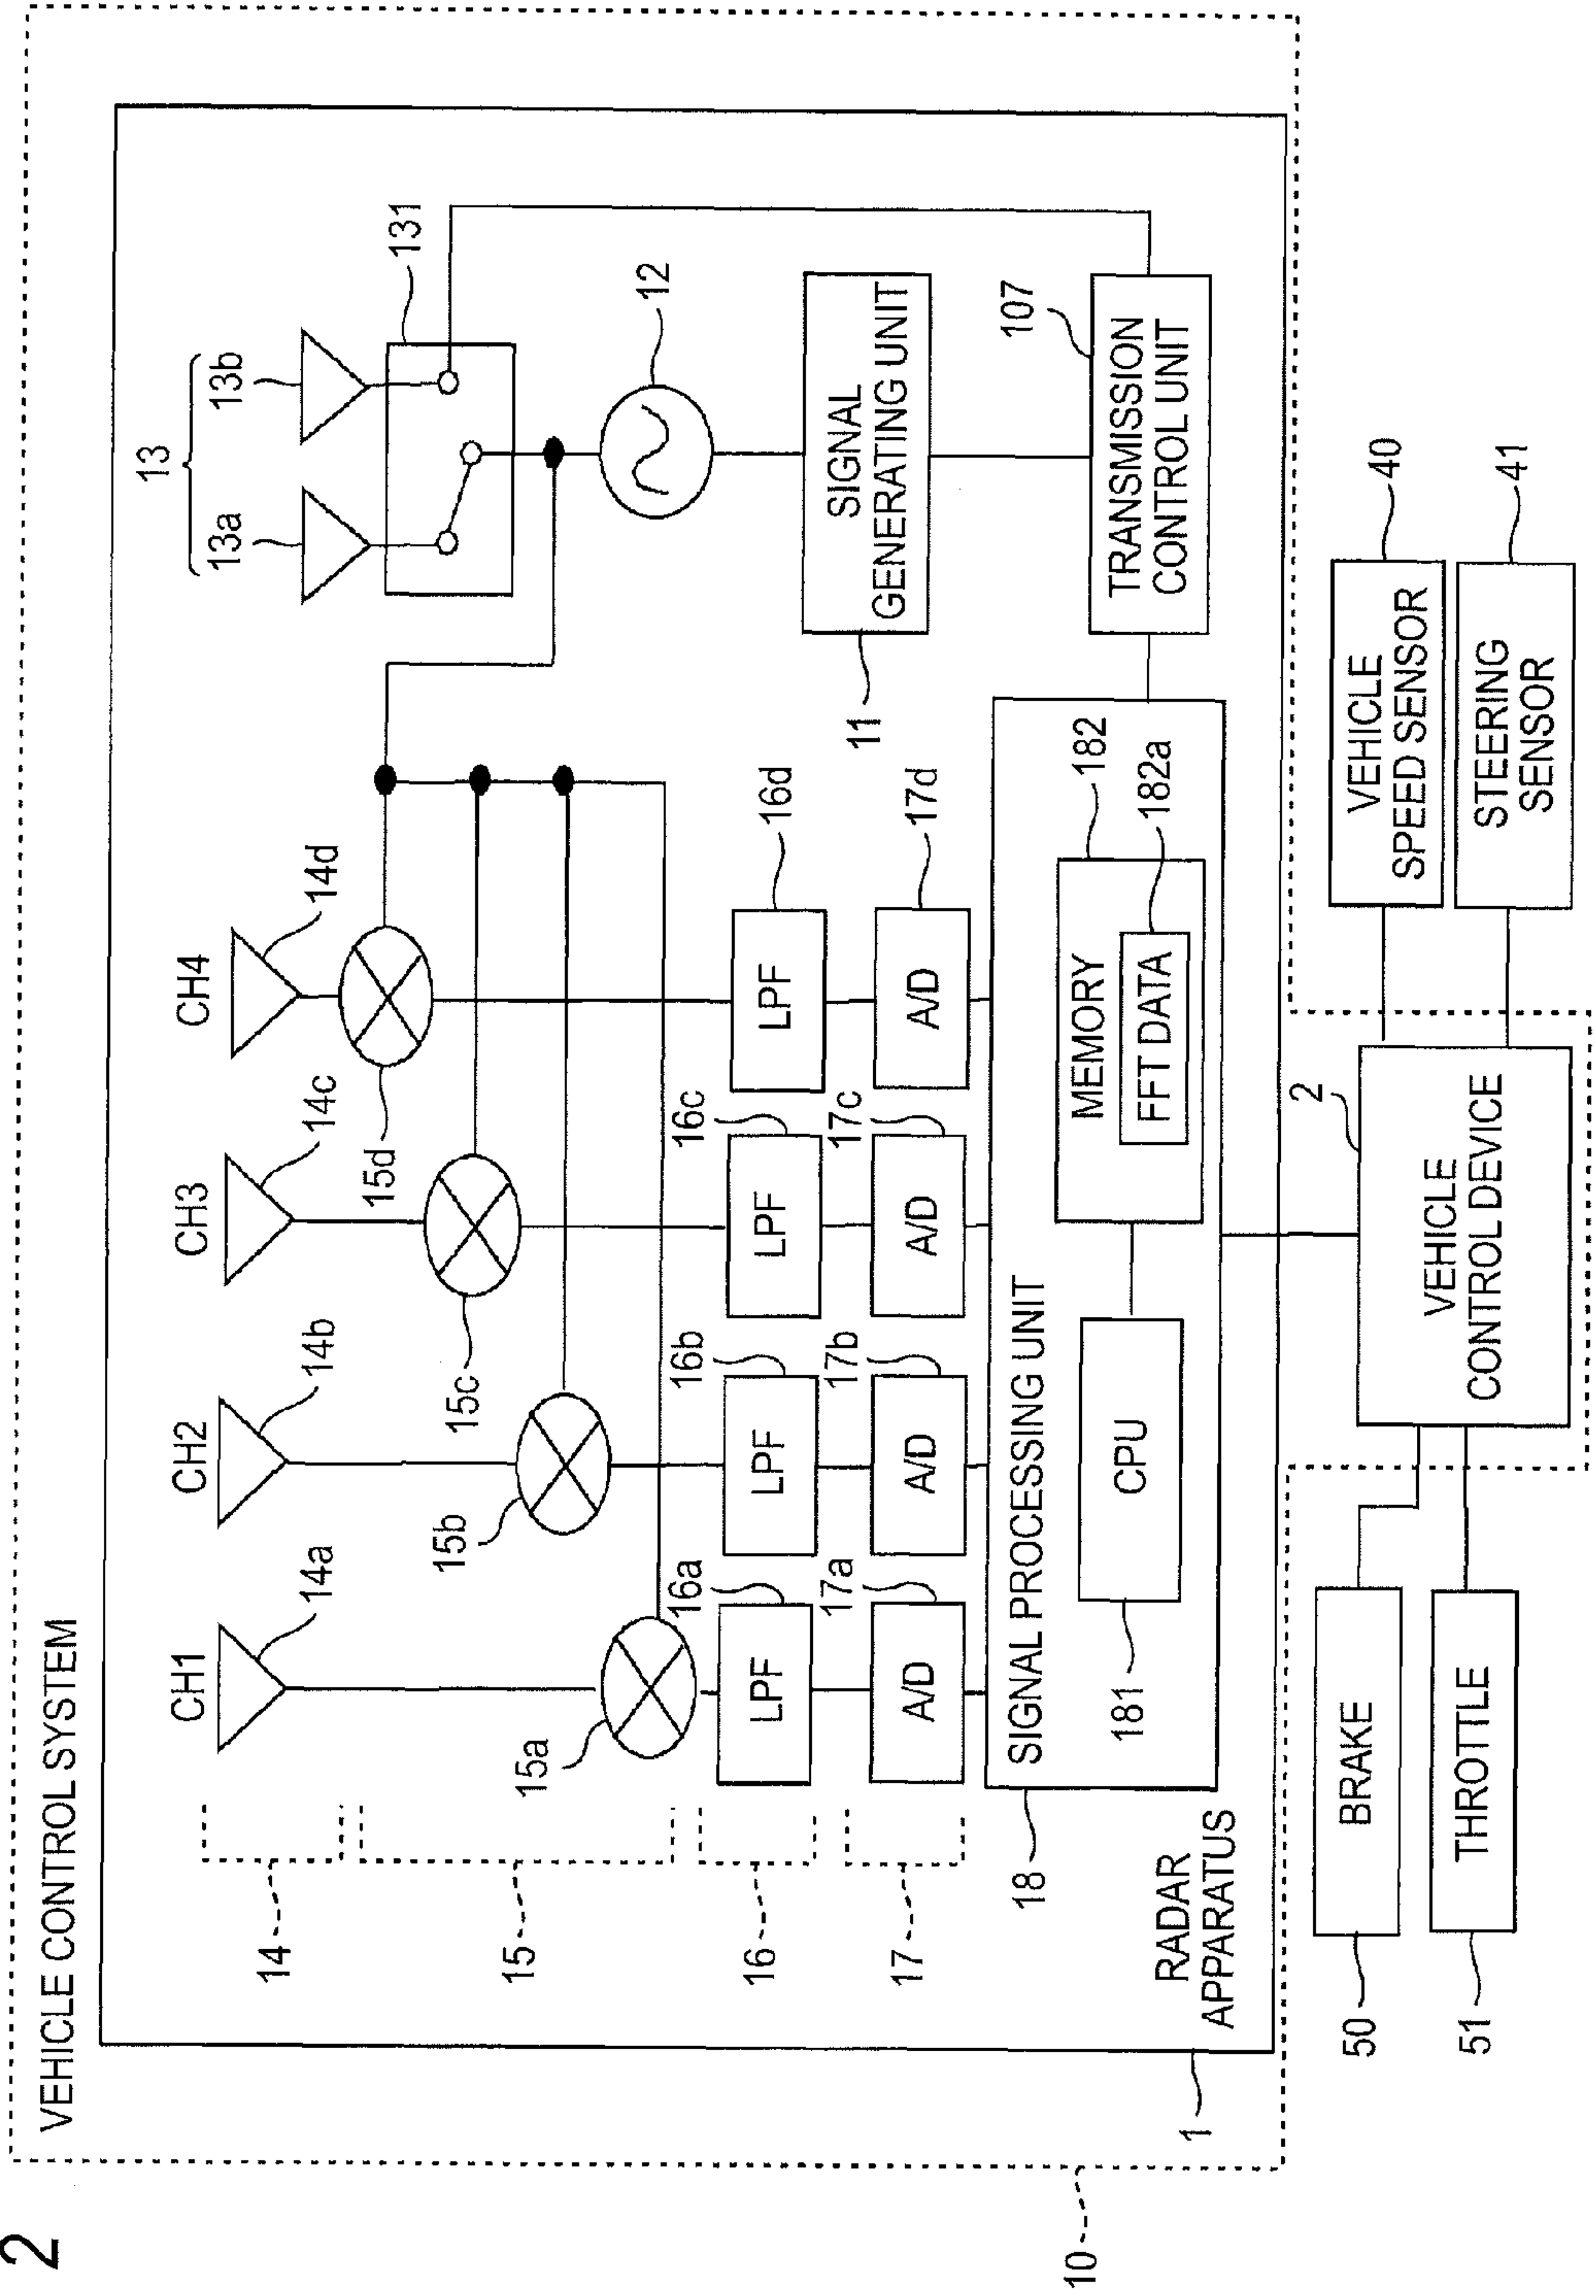 2
VEHICLE CONTROL SYSTEM
13
13a
13b
131
CH1
CH2
CH3
CH4
14a
14b
14c
14d
12
15a
15b
15c
15d
14
15
16
17
16a
16b
16c
16d
LPF
LPF
LPF
LPF
SIGNAL
GENERATING UNIT
11
17a
17b
17c
17d
A/D
A/D
A/D
A/D
107
TRANSMISSION
CONTROL UNIT
18
SIGNAL PROCESSING UNIT
181
CPU
MEMORY
182
FFT DATA
182a
RADAR
APPARATUS
1
10
2
VEHICLE
CONTROL DEVICE
VEHICLE
SPEED SENSOR
40
STEERING
SENSOR
41
50
BRAKE
51
THROTTLE